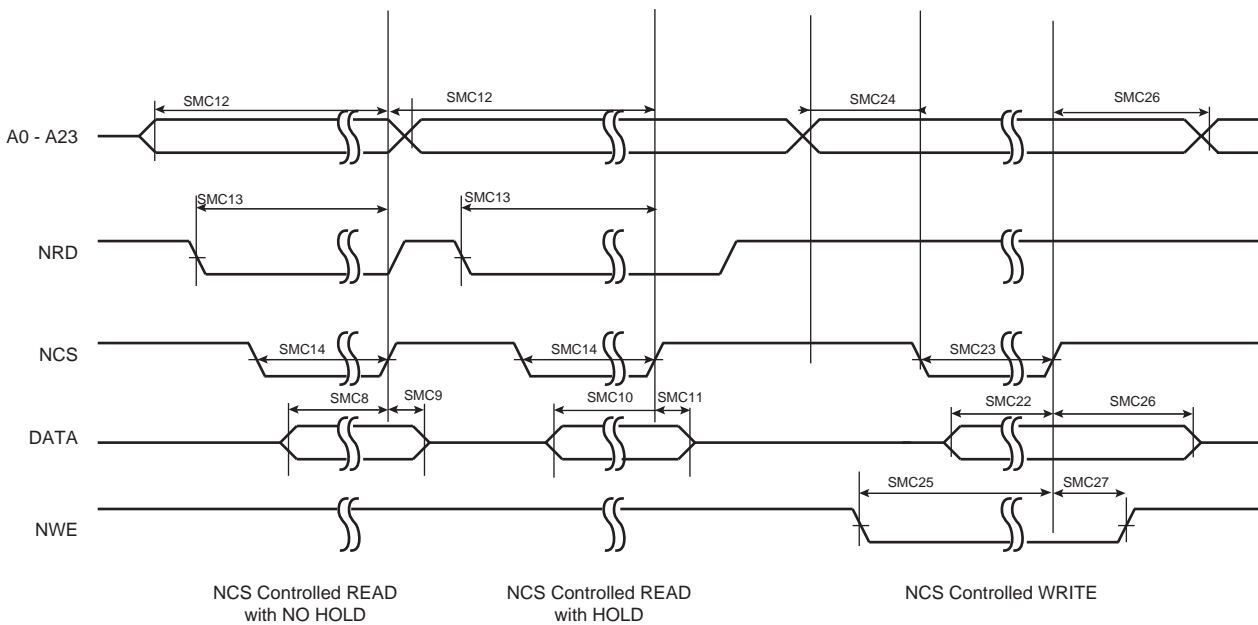 SMC12
SMC12
SMC24
SMC26
A0 - A23
SMC13
SMC13
NRD
NCS
SMC14
SMC14
SMC23
SMC8
SMC9
SMC10
SMC11
SMC22
SMC26
DATA
SMC25
SMC27
NWE
NCS Controlled READ
with NO HOLD
NCS Controlled READ
with HOLD
NCS Controlled WRITE